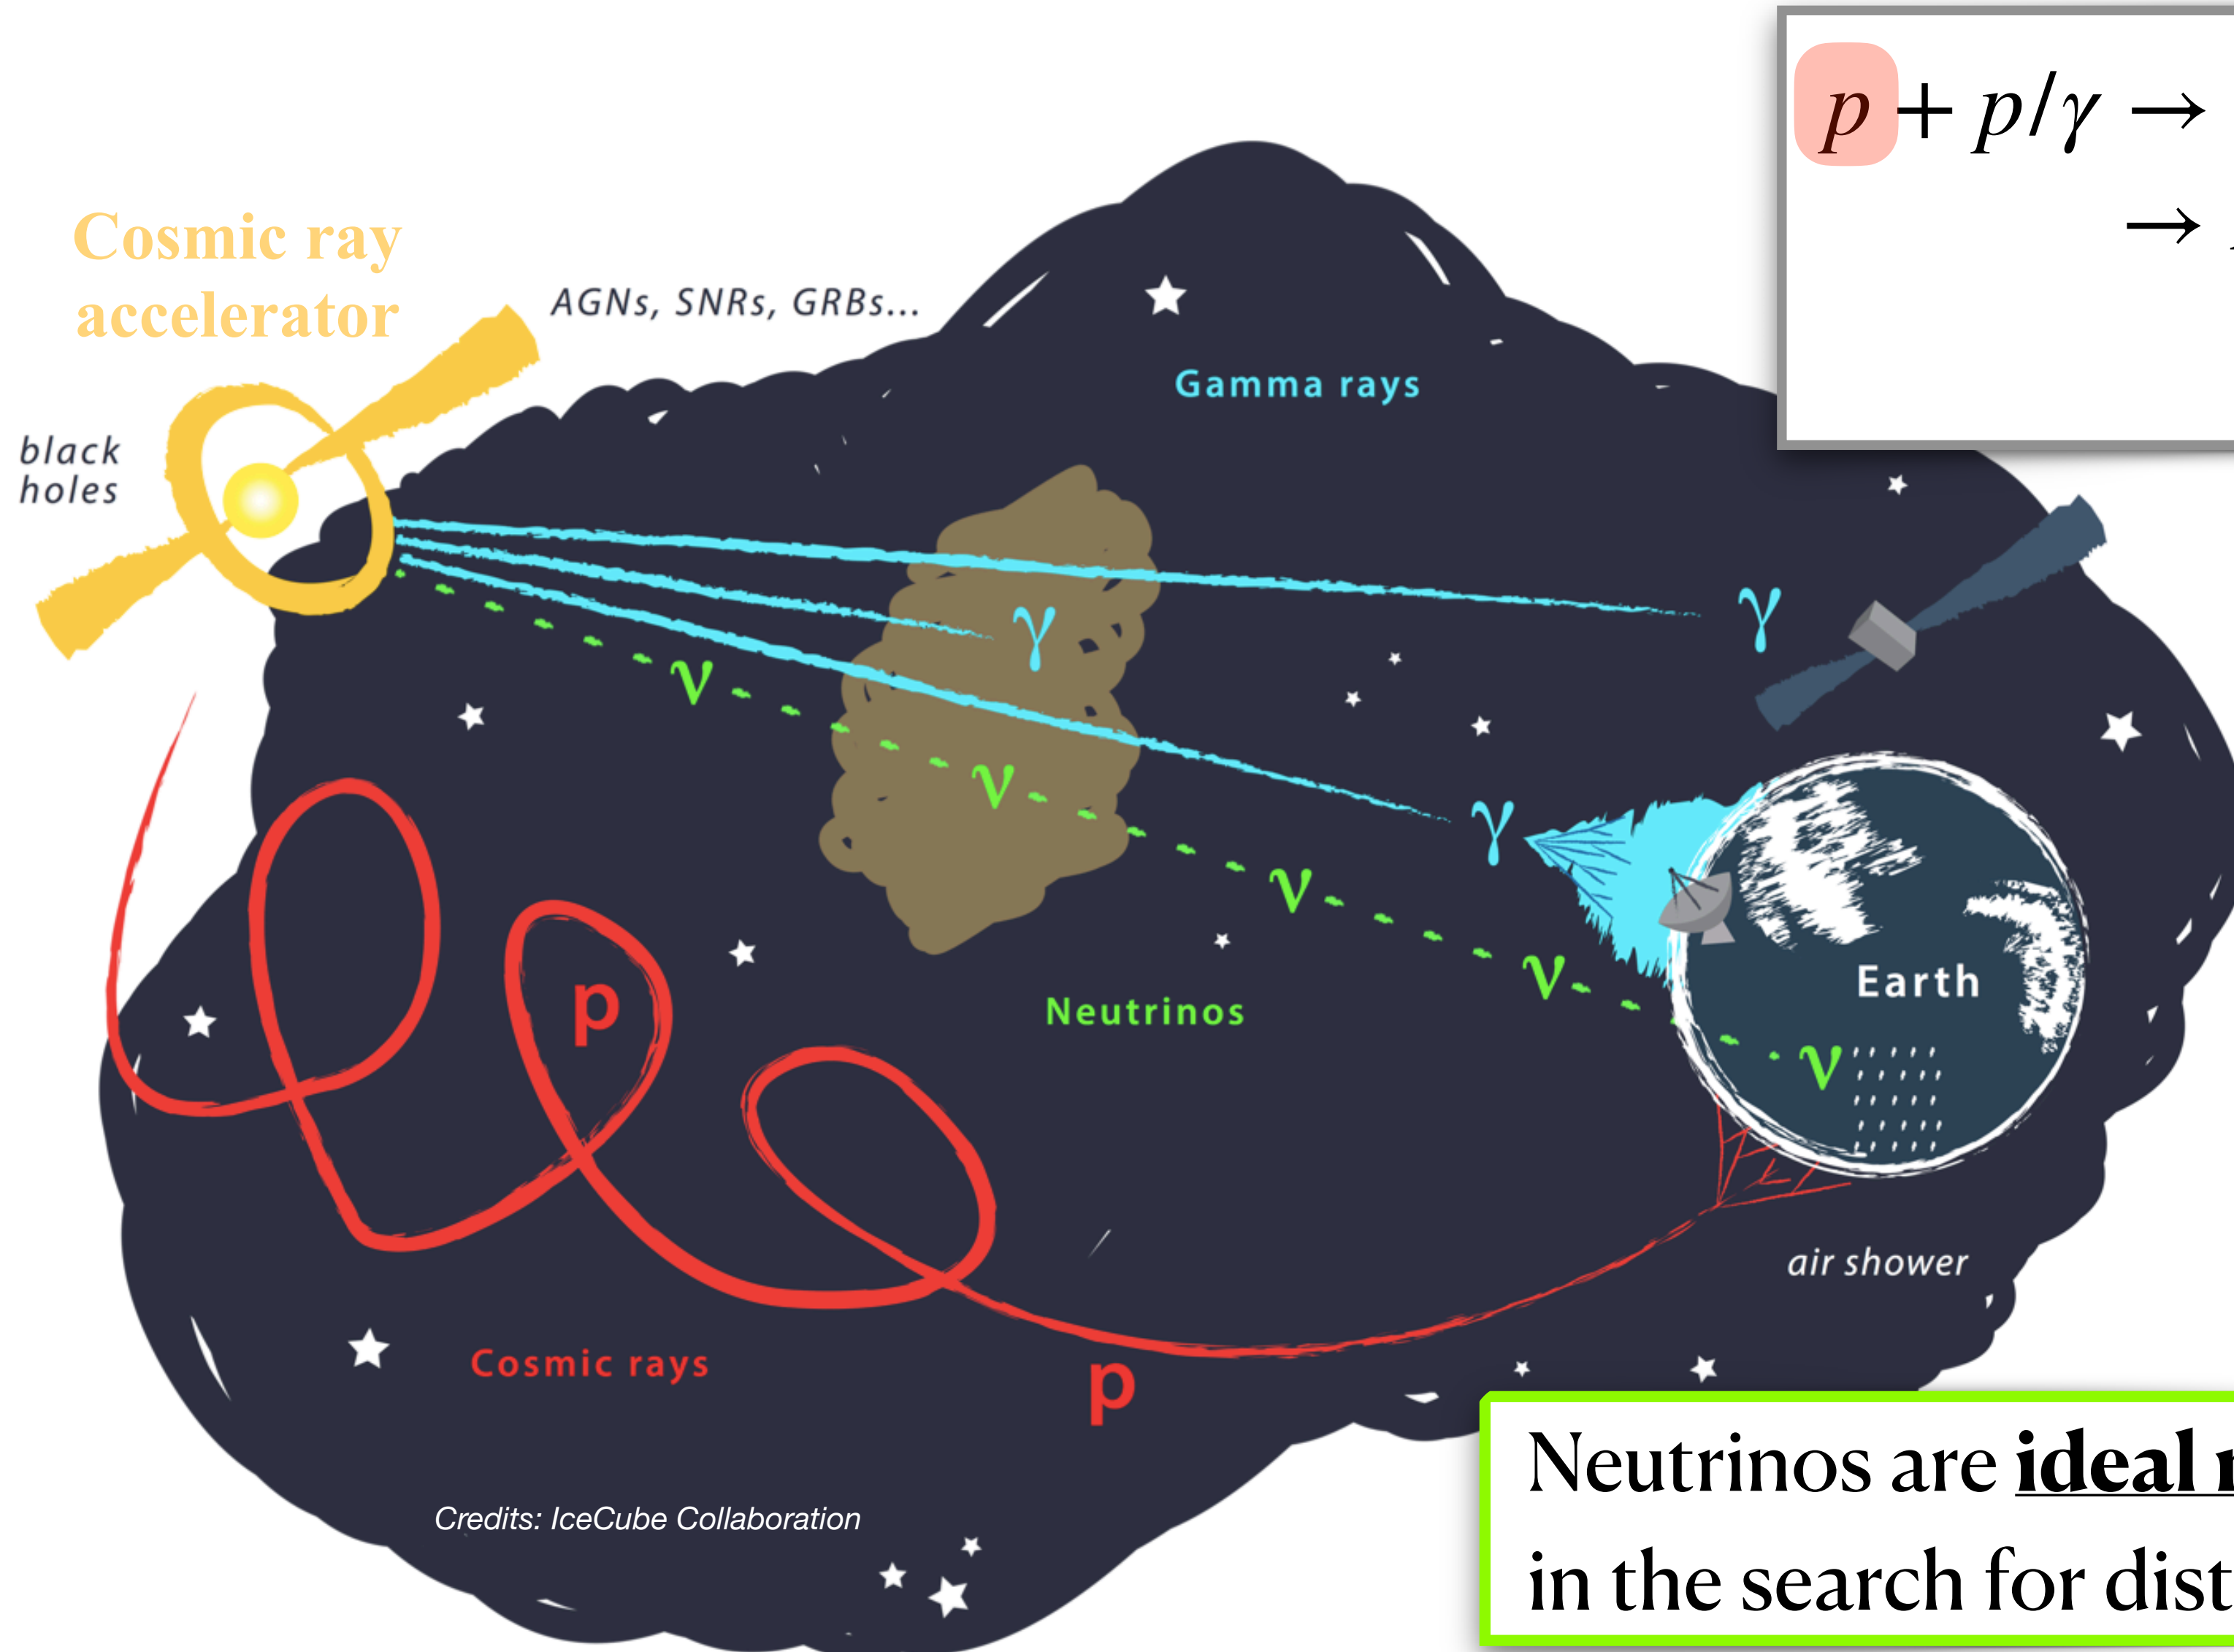 p + p/γ →
→
Cosmic ray
accelerator
AGNs, SNRs, GRBs...
Gamma rays
black
holes
γ
γ
ν
ν
γ
ν
ν
Earth
p
Neutrinos
ν
air shower
Cosmic rays
p
Neutrinos are ideal
in the search for
Credits: IceCube Collaboration